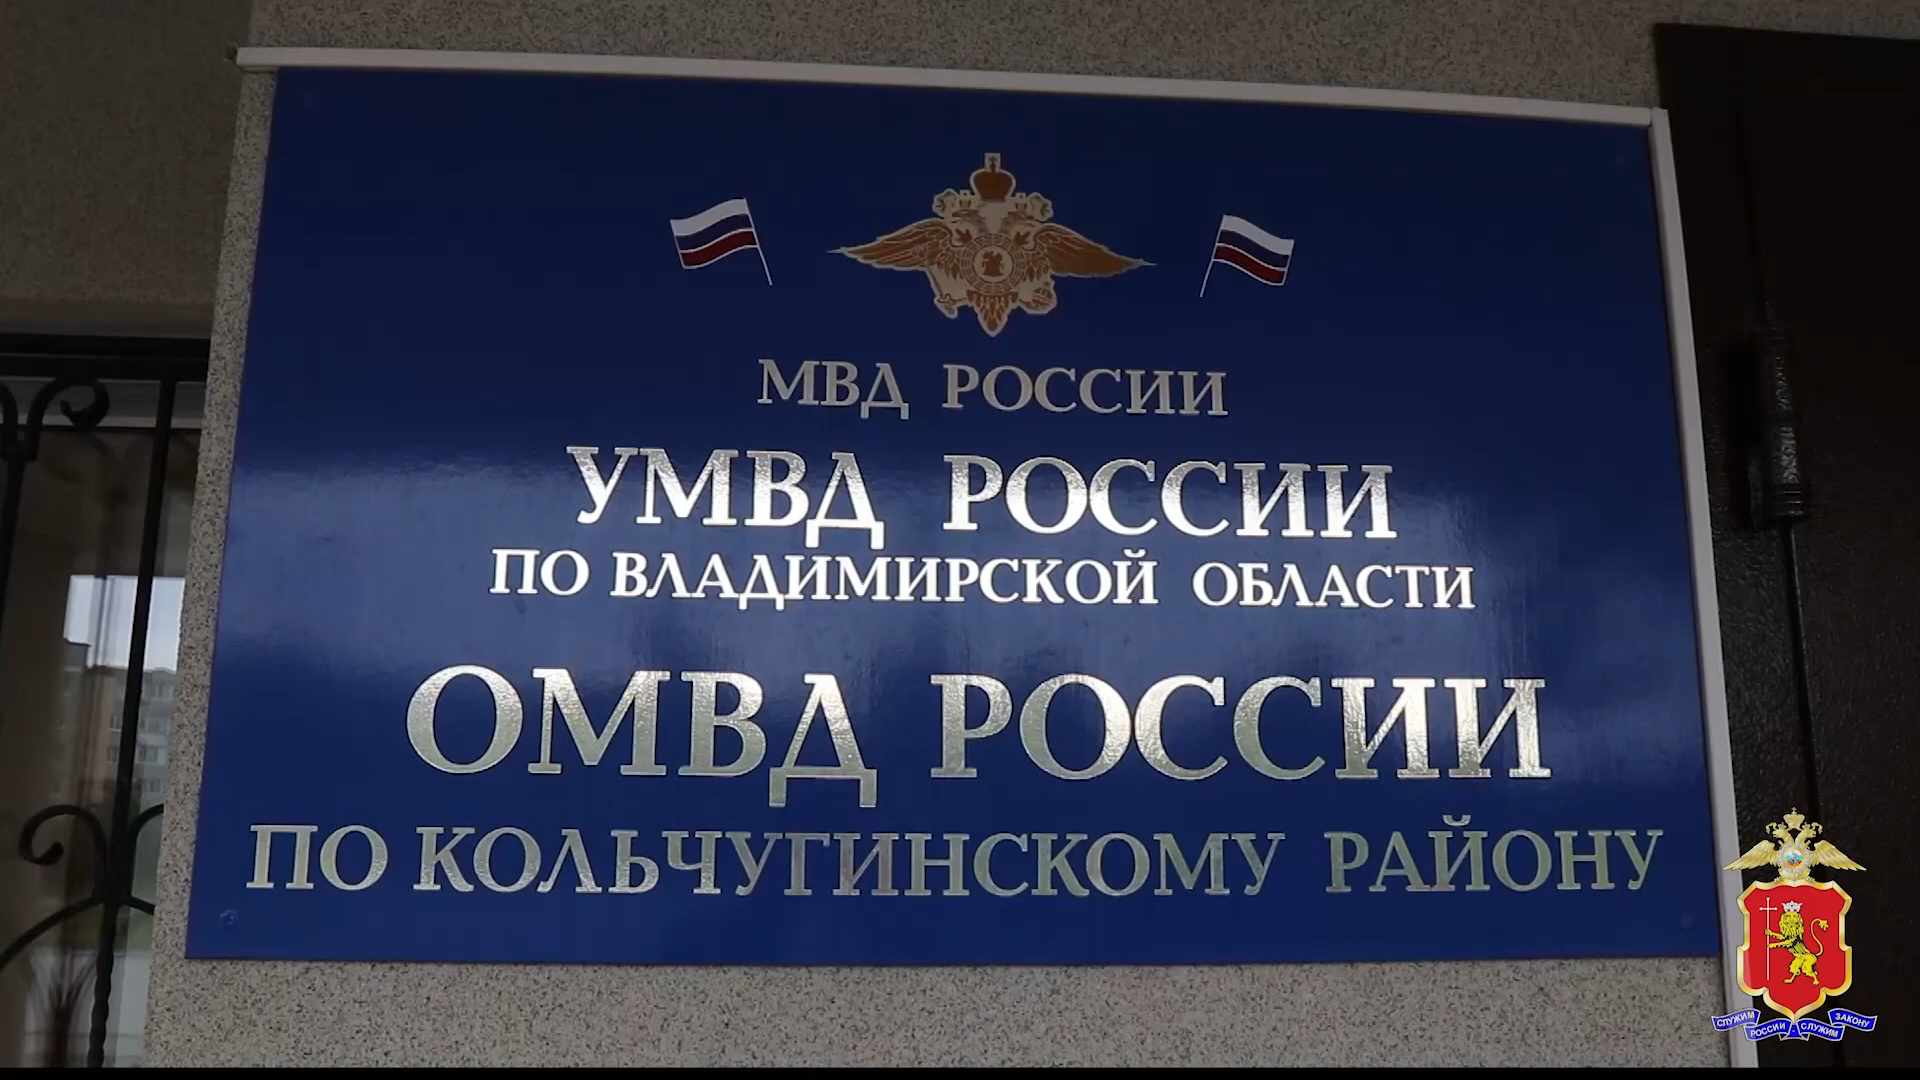 МВД РОССИИ
УМВД РОССИИ
ПО ВЛАДИМИРСКОЙ ОБЛАСТИ
ОМВД РОССИИ
ПО КОЛЬЧУГИНСКОМУ РАЙОНУ
СЛУЖИМ РОССИИ - СЛУЖИМ ЗАКОНУ